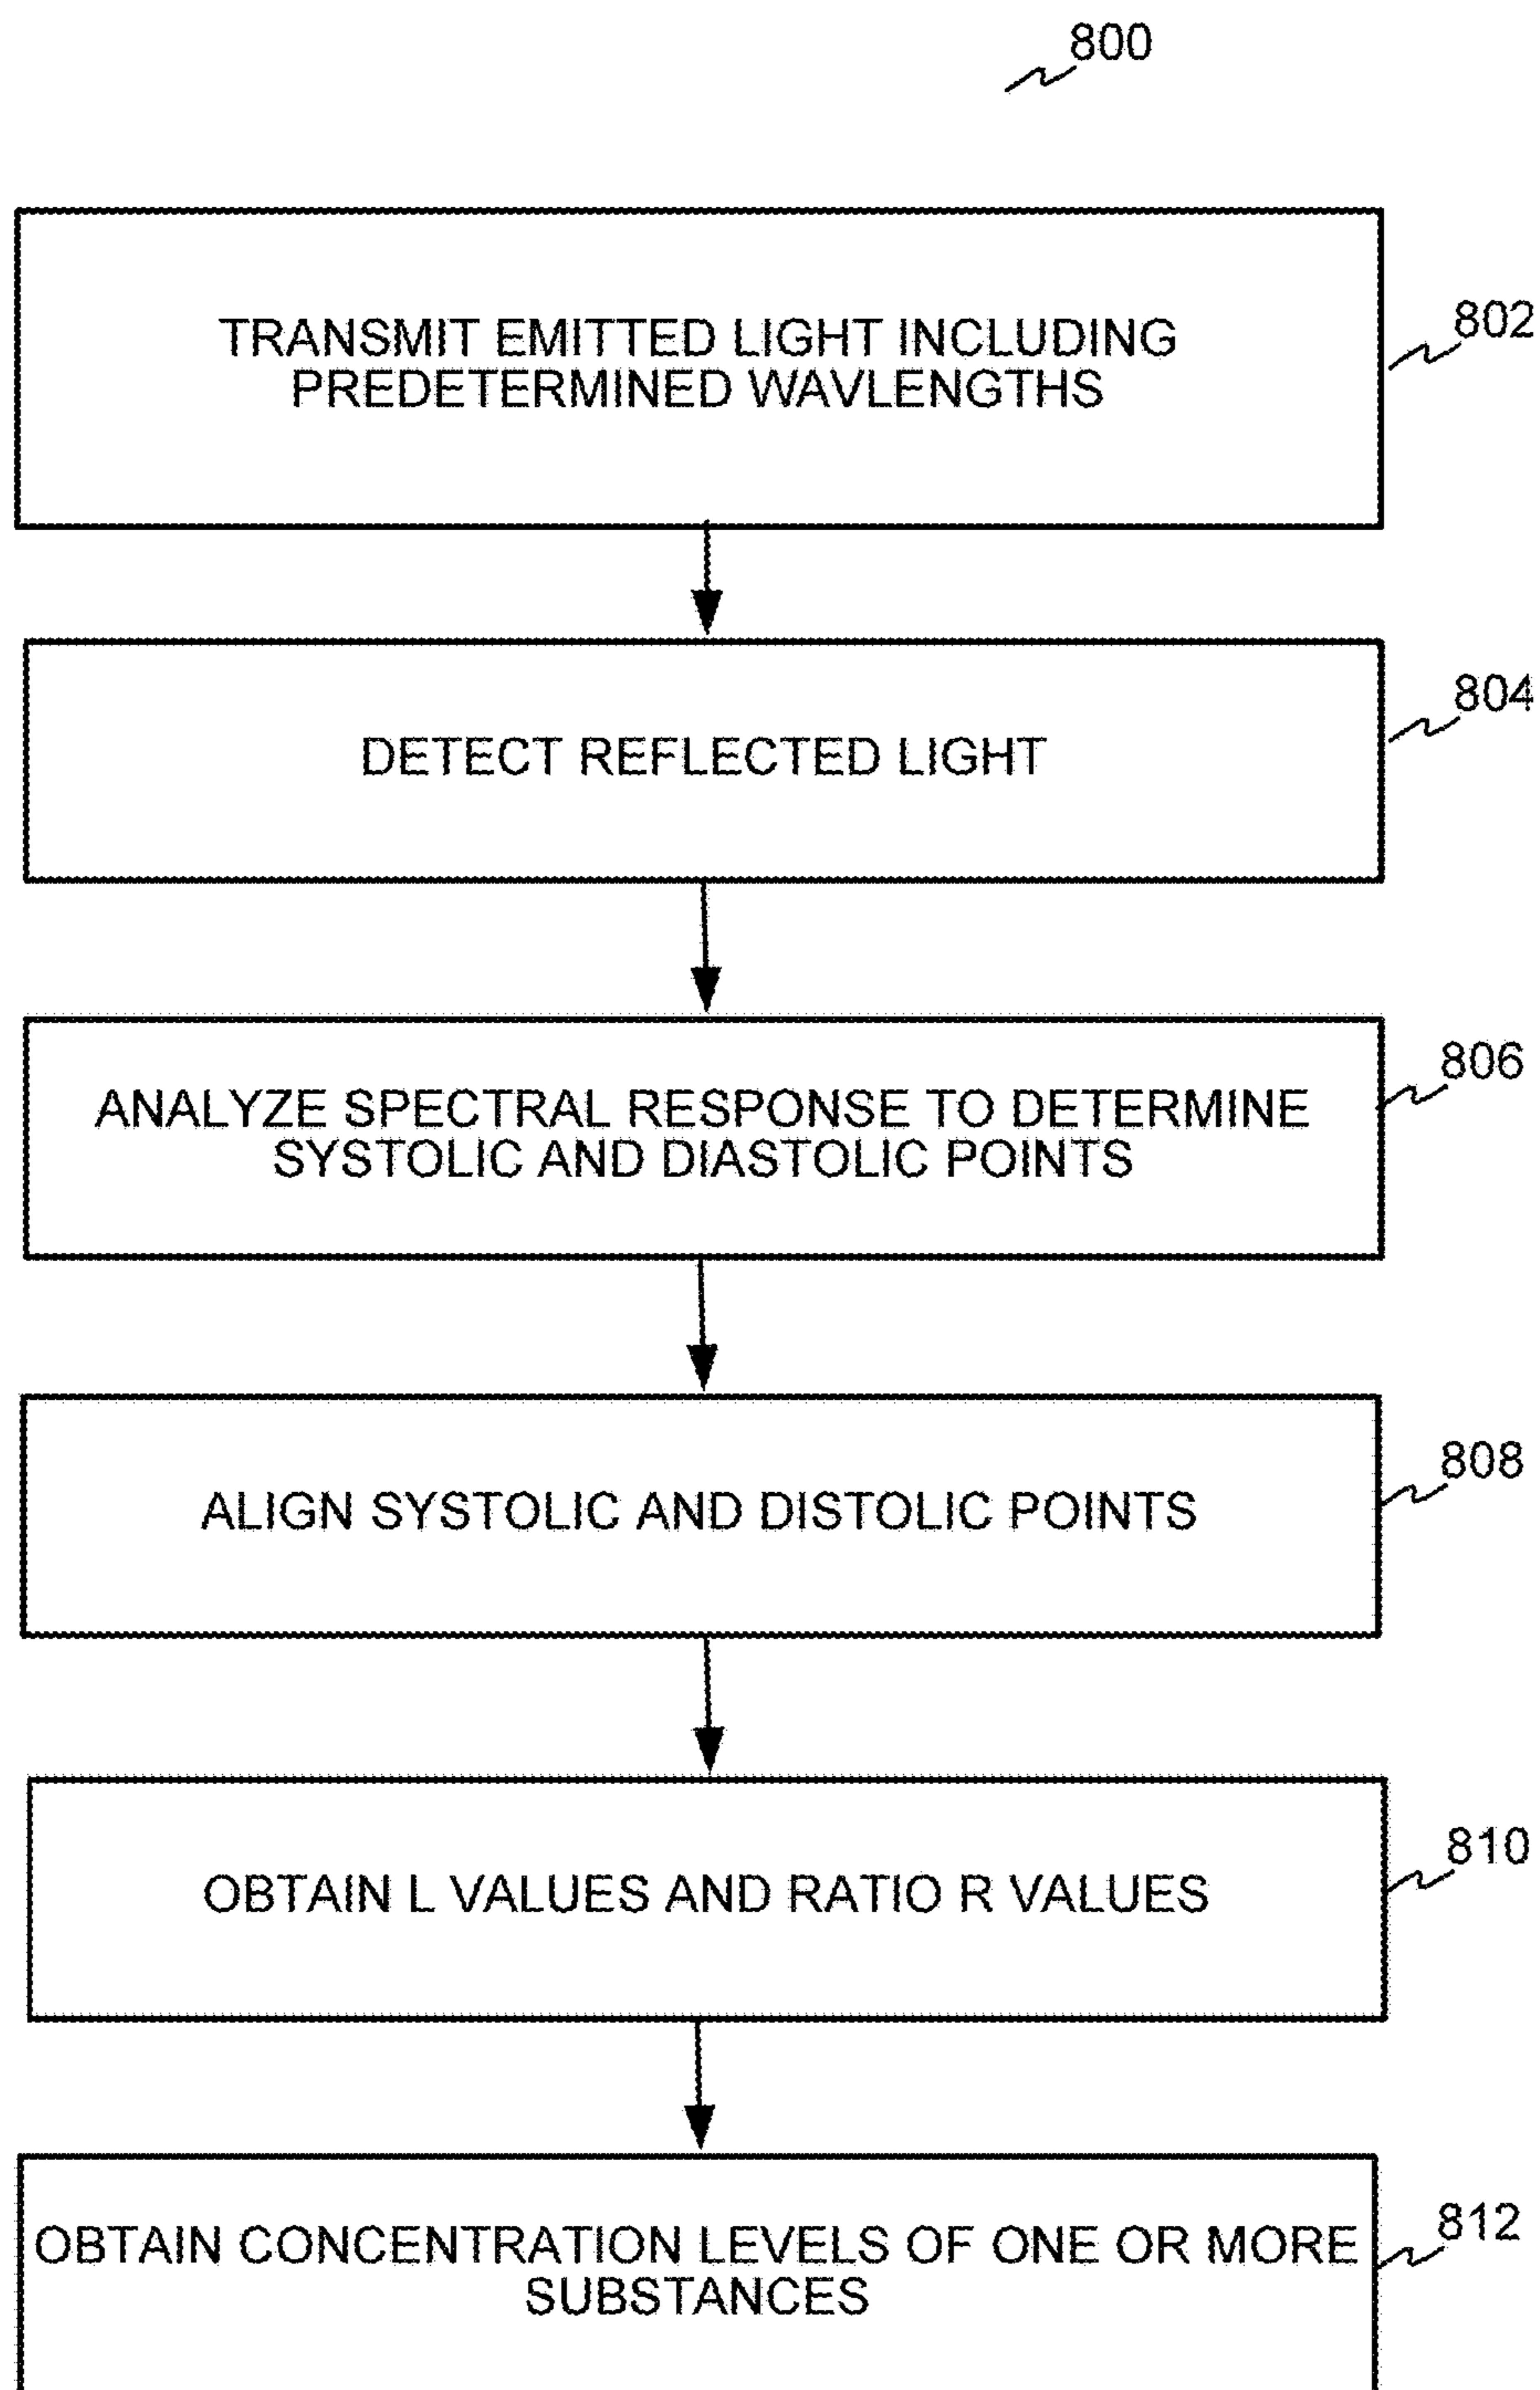 800
TRANSMIT EMITTED LIGHT INCLUDING
PREDETERMINED WAVLENGTHS
802
DETECT REFLECTED LIGHT
804
ANALYZE SPECTRAL RESPONSE TO DETERMINE
SYSTOLIC AND DIASTOLIC POINTS
806
ALIGN SYSTOLIC AND DISTOLIC POINTS
808
OBTAIN L VALUES AND RATIO R VALUES
810
OBTAIN CONCENTRATION LEVELS OF ONE OR MORE
SUBSTANCES
812